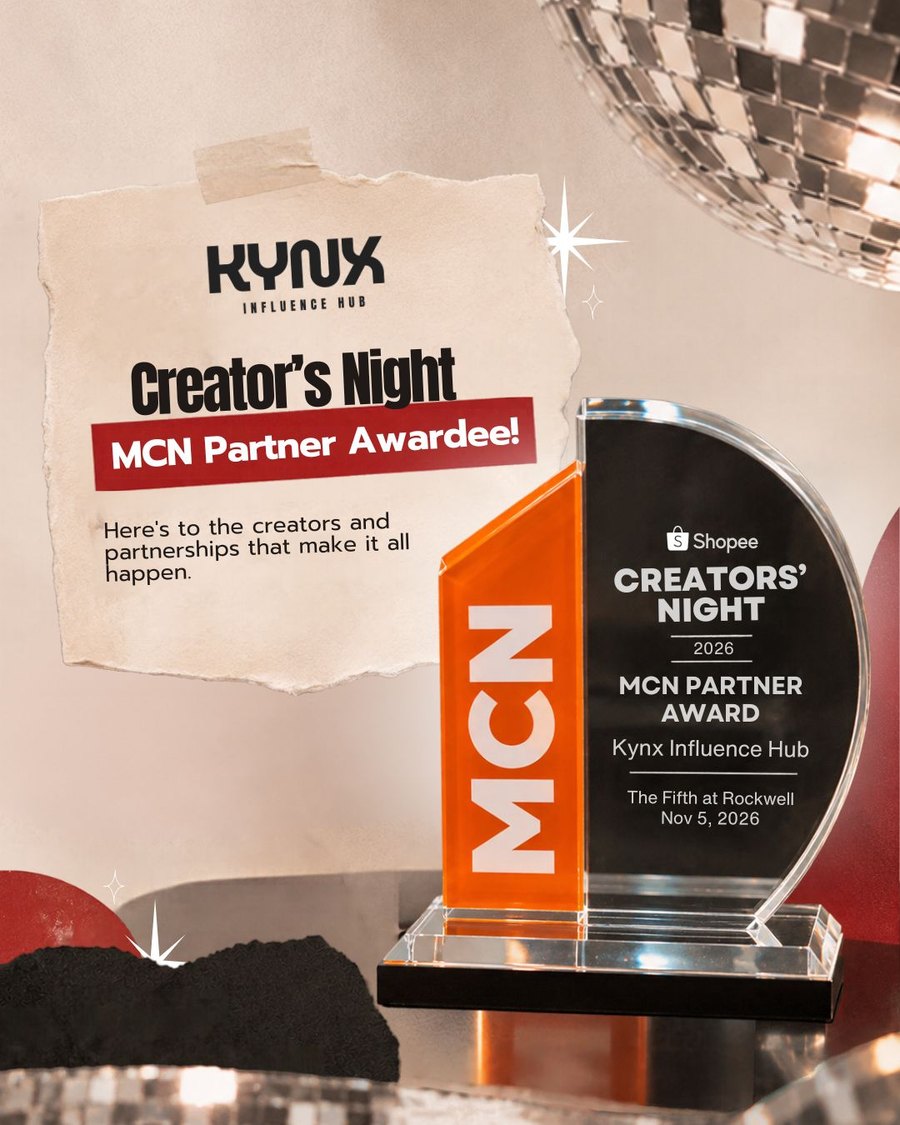 KYNX
INFLUENCE HUB
Creator’s Night
MCN Partner Awardee!
Here's to the creators and
partnerships that make it all
happen.
MCN
S Shopee
CREATORS’
NIGHT
2026
MCN PARTNER
AWARD
Kynx Influence Hub
The Fifth at Rockwell
Nov 5, 2026